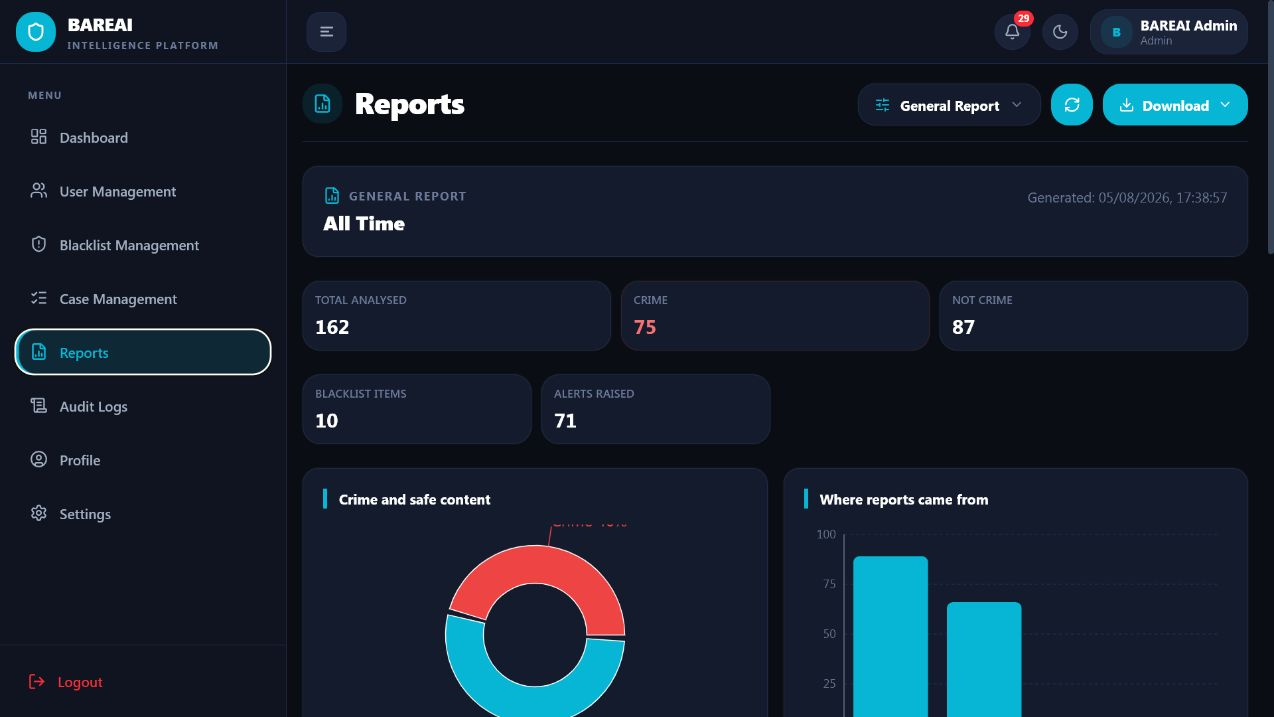 BAREAI
INTELLIGENCE PLATFORM
29
B
BAREAI Admin
Admin
MENU
Dashboard
User Management
Blacklist Management
Case Management
Reports
Audit Logs
Profile
Settings
Logout
Reports
General Report
Download
GENERAL REPORT
Generated: 05/08/2026, 17:38:57
All Time
TOTAL ANALYSED
162
CRIME
75
NOT CRIME
87
BLACKLIST ITEMS
10
ALERTS RAISED
71
Crime and safe content
Where reports came from
100
75
50
25